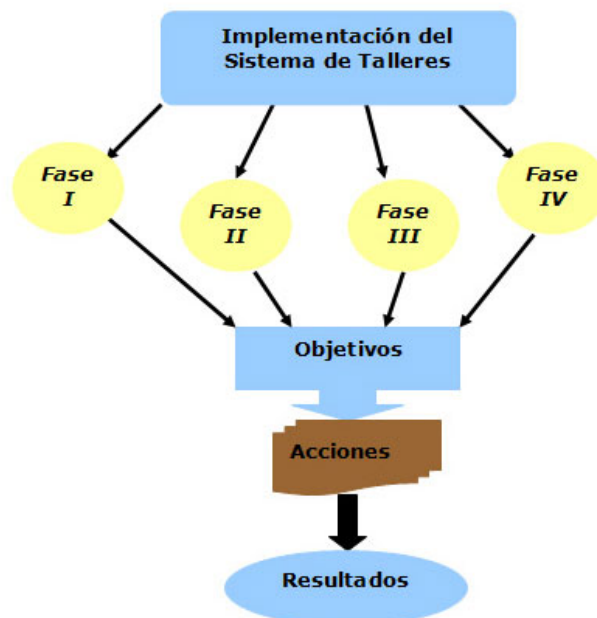 Implementación del
Sistema de Talleres
Fase
I
Fase
II
Fase
III
Fase
IV
Objetivos
Acciones
Resultados